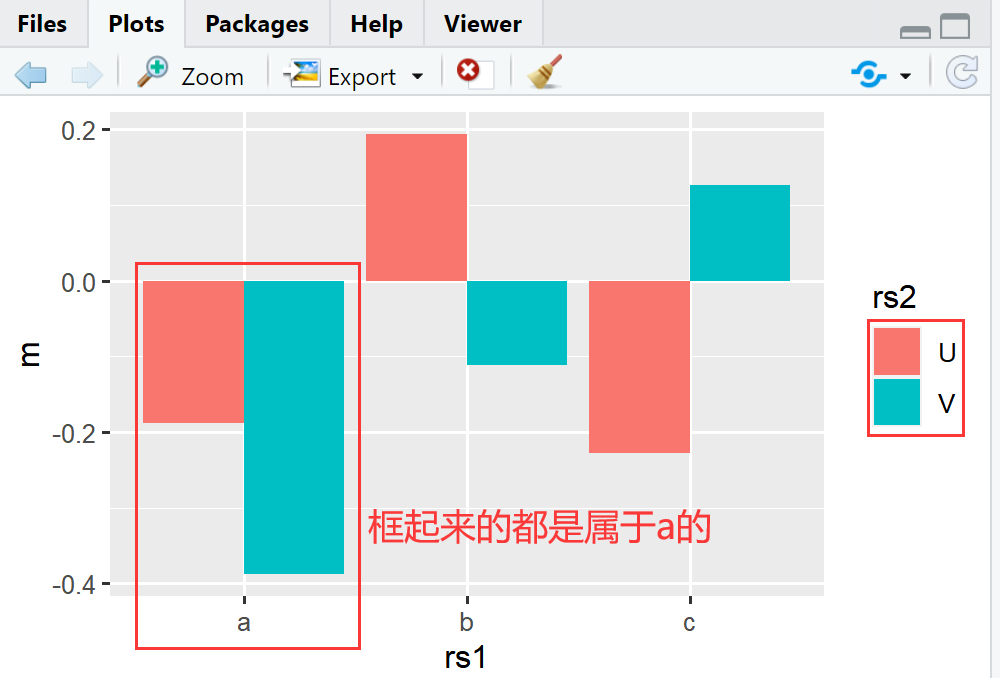 Files Plots Packages Help Viewer
Zoom Export
0.2
0.0
-0.2
-0.4
m
框起来的都是属于a的
a b c
rs1
rs2
U
V